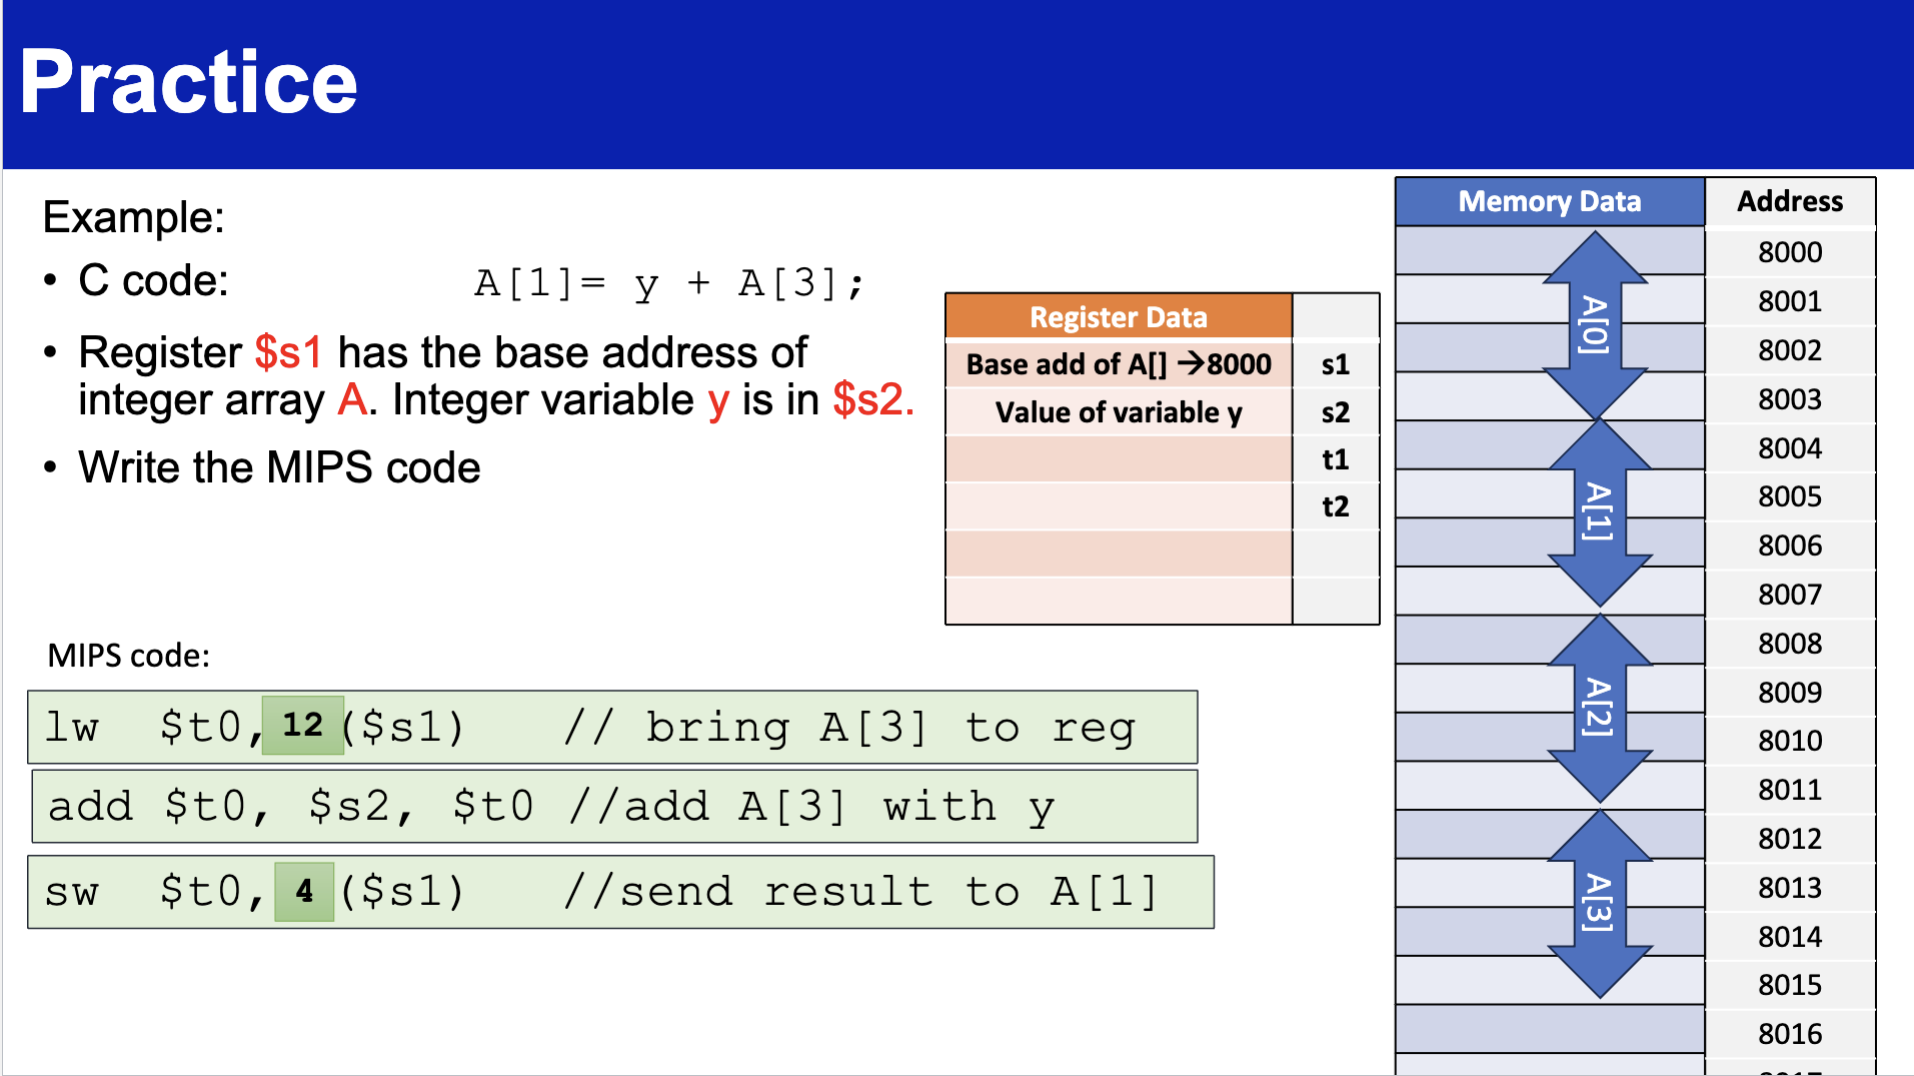 Practice
Example:
• C code: A[1]= y + A[3];
• Register $s1 has the base address of
integer array A. Integer variable y is in $s2.
• Write the MIPS code
Register Data
Base add of A[] →8000 s1
Value of variable y s2
t1
t2
MIPS code:
lw $t0, 12 ($s1) // bring A[3] to reg
add $t0, $s2, $t0 //add A[3] with y
sw $t0, 4 ($s1) //send result to A[1]
Memory Data Address
A[0]
8000
8001
8002
8003
A[1]
8004
8005
8006
8007
A[2]
8008
8009
8010
8011
A[3]
8012
8013
8014
8015
8016